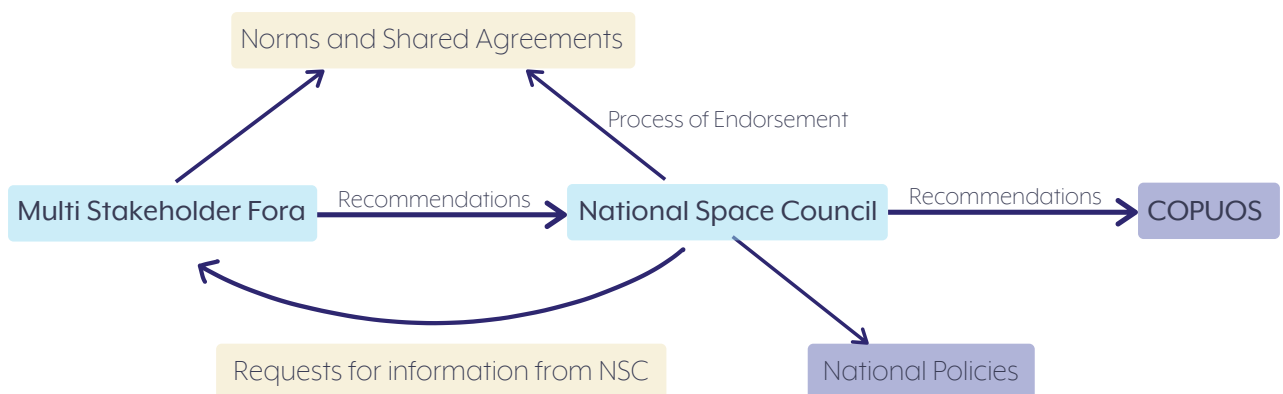 Norms and Shared Agreements
Process of Endorsement
Multi Stakeholder Fora
Recommendations
National Space Council
Recommendations
COPUOS
Requests for information from NSC
National Policies